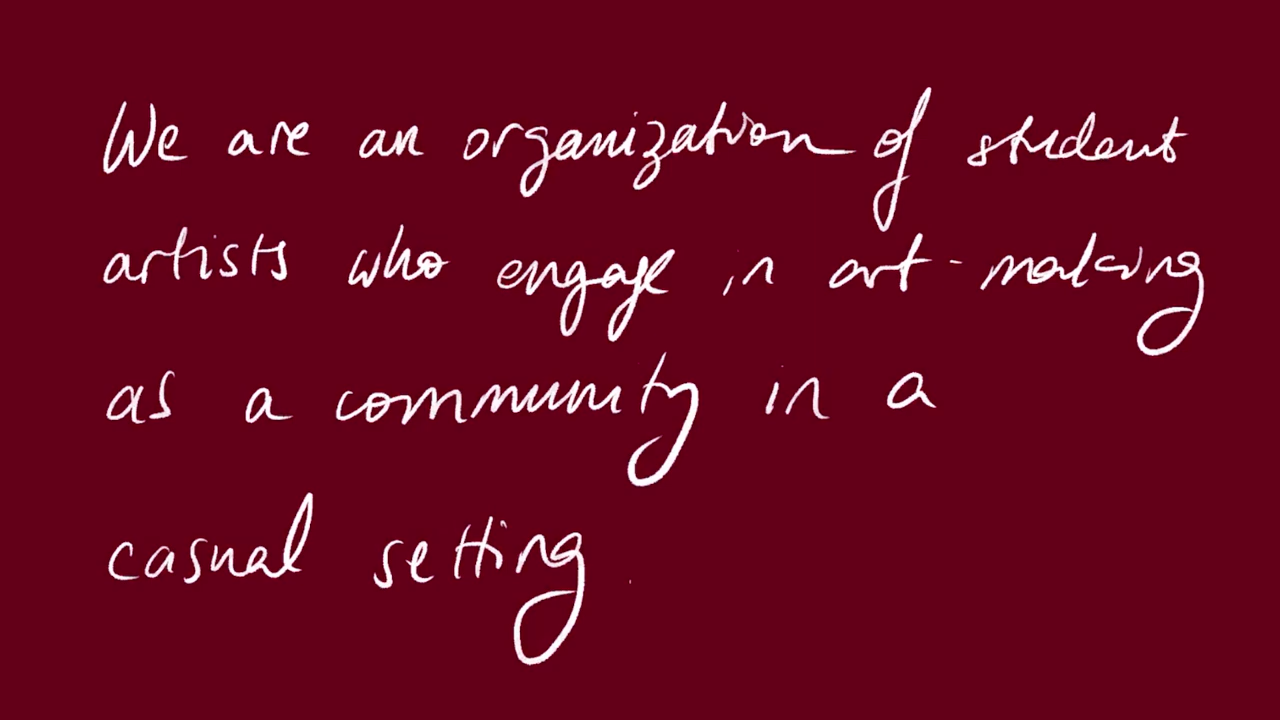 We are an organization of student
artists who engage in art-making
as a community in a
casual setting.